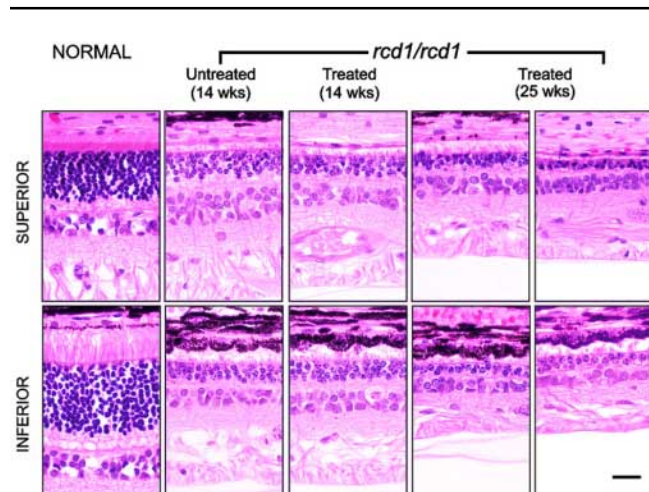 NORMAL
rcd1/rcd1
Untreated
(14 wks)
Treated
(14 wks)
Treated
(25 wks)
SUPERIOR
INFERIOR